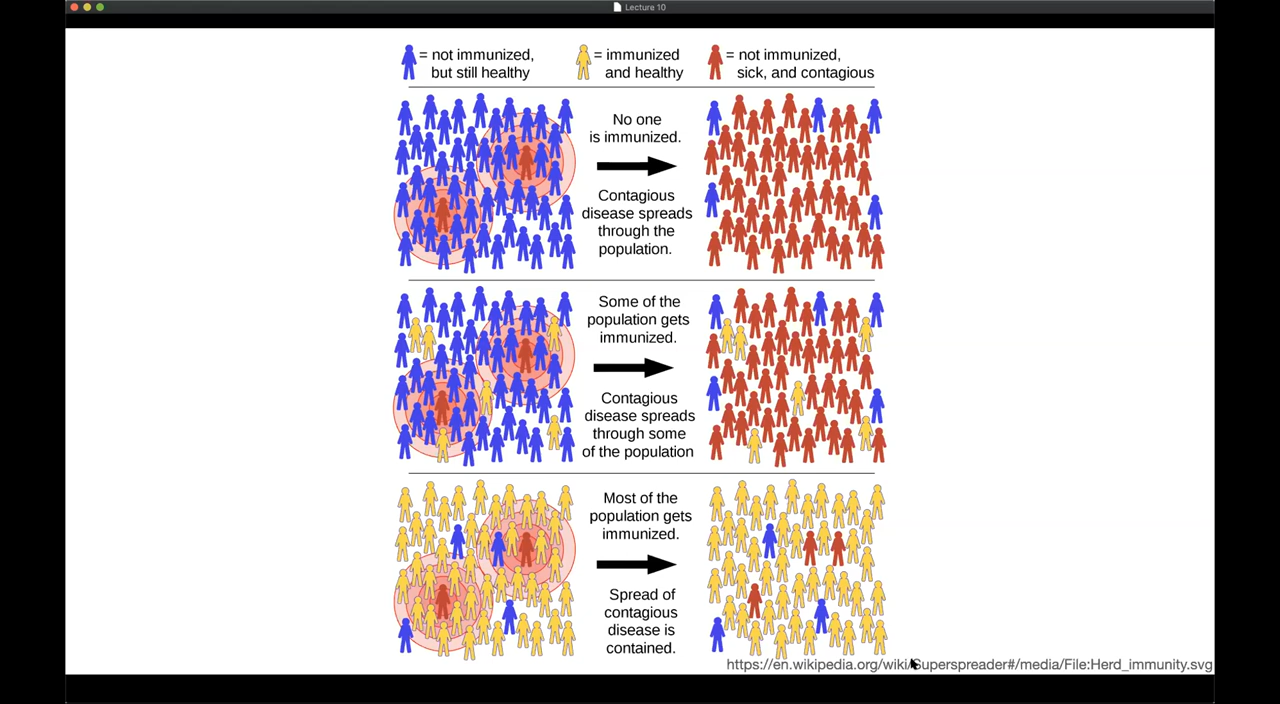 Lecture 10
= not immunized,
but still healthy
= immunized
and healthy
= not immunized,
sick, and contagious
No one
is immunized.
Contagious
disease spreads
through the
population.
Some of the
population gets
immunized.
Contagious
disease spreads
through some
of the population
Most of the
population gets
immunized.
Spread of
contagious
disease is
contained.
https://en.wikipedia.org/wiki/Superspreader#/media/File:Herd_immunity.svg